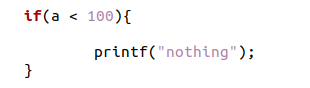 if(a < 100){
printf("nothing");
}